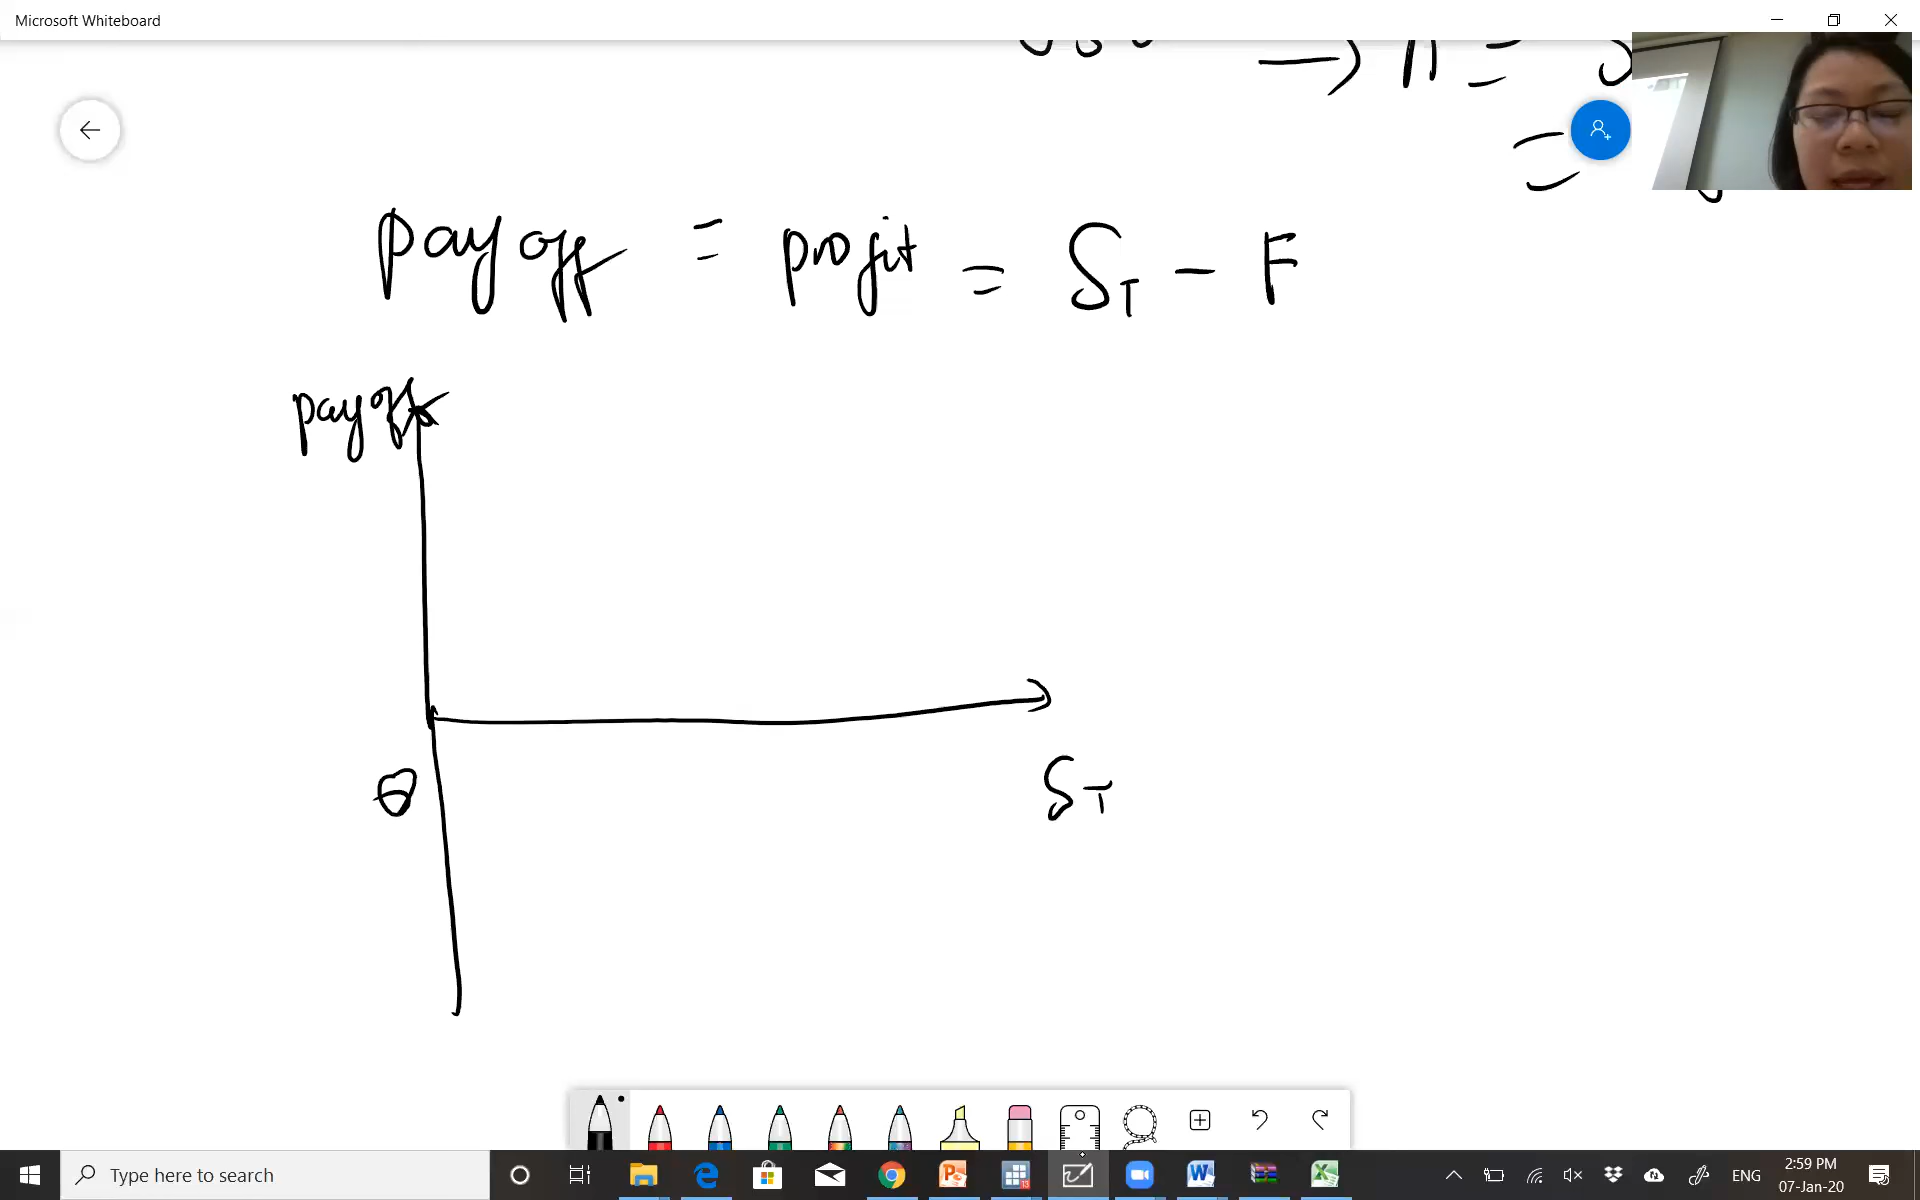 Microsoft Whiteboard
→ π =
=
payoff = profit = S_T - F
payoff
0
S_T
Type here to search
ENG
2:59 PM
07-Jan-20